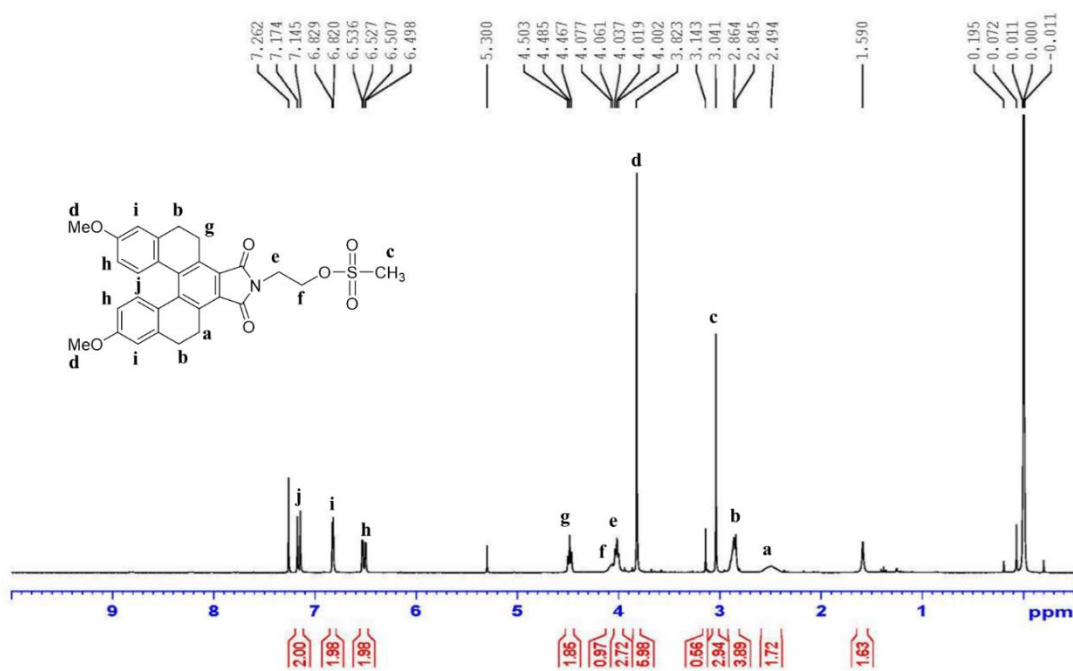 7.262
7.174
7.145
6.829
6.820
6.536
6.527
6.507
6.498
5.300
4.503
4.485
4.467
4.077
4.061
4.037
4.019
4.002
3.823
3.143
3.041
2.864
2.845
2.494
1.590
0.195
0.072
0.011
0.000
-0.011
d
d i b g
MeO
O
e
O c
h
N O S CH3
j
f O
h
O
a
MeO
d i b
c
j i h
g f e
b
a
9 8 7 6 5 4 3 2 1 ppm
2.00
1.98
1.98
1.86
0.97
2.72
5.98
0.56
2.94
3.89
1.72
1.63